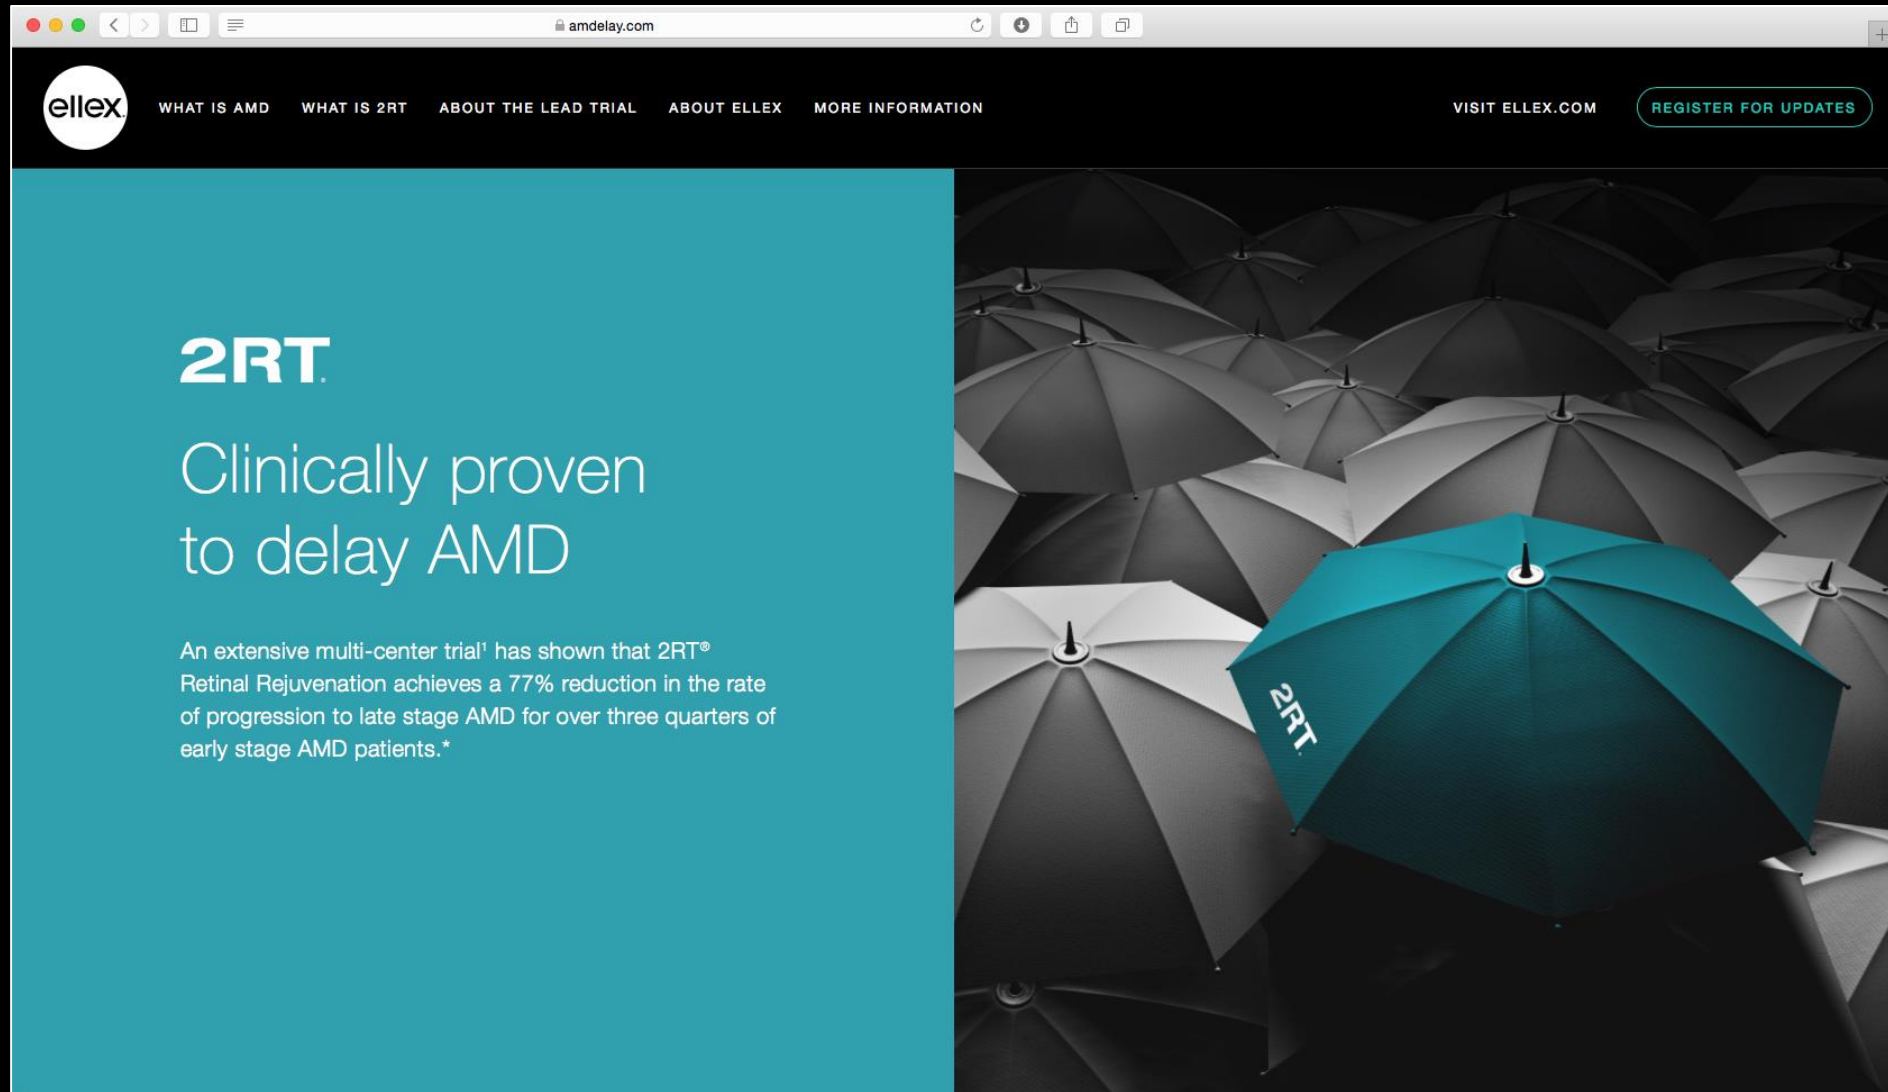 amdelay.com
ellex.
WHAT IS AMD WHAT IS 2RT ABOUT THE LEAD TRIAL ABOUT ELLEX MORE INFORMATION VISIT ELLEX.COM REGISTER FOR UPDATES
2RT.
Clinically proven
to delay AMD
An extensive multi-center trial¹ has shown that 2RT®
Retinal Rejuvenation achieves a 77% reduction in the rate
of progression to late stage AMD for over three quarters of
early stage AMD patients.*
2RT.